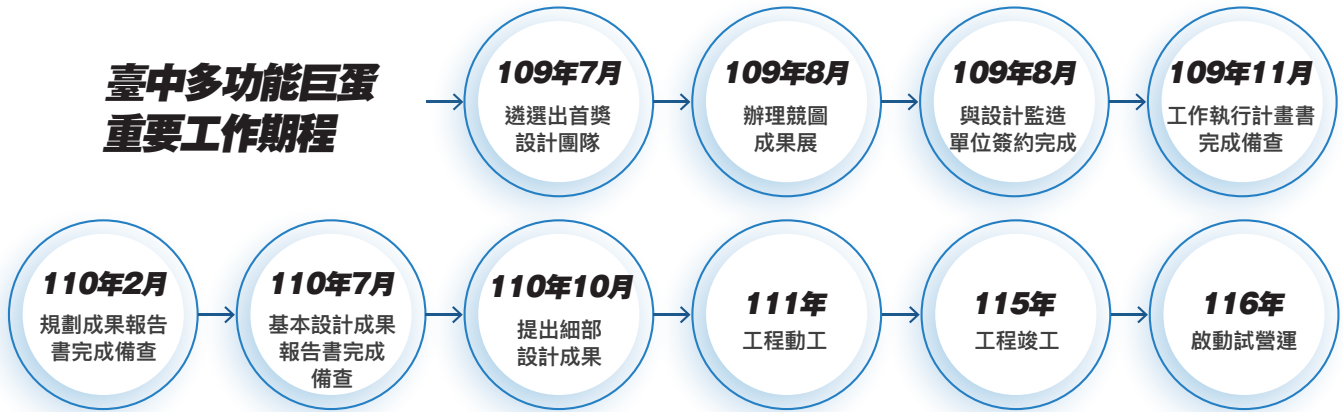 臺中多功能巨蛋
重要工作期程
109年7月
遴選出首獎
設計團隊
109年8月
辦理競圖
成果展
109年8月
與設計監造
單位簽約完成
109年11月
工作執行計畫書
完成備查
110年2月
規劃成果報告
書完成備查
110年7月
基本設計成果
報告書完成
備查
110年10月
提出細部
設計成果
111年
工程動工
115年
工程竣工
116年
啟動試營運